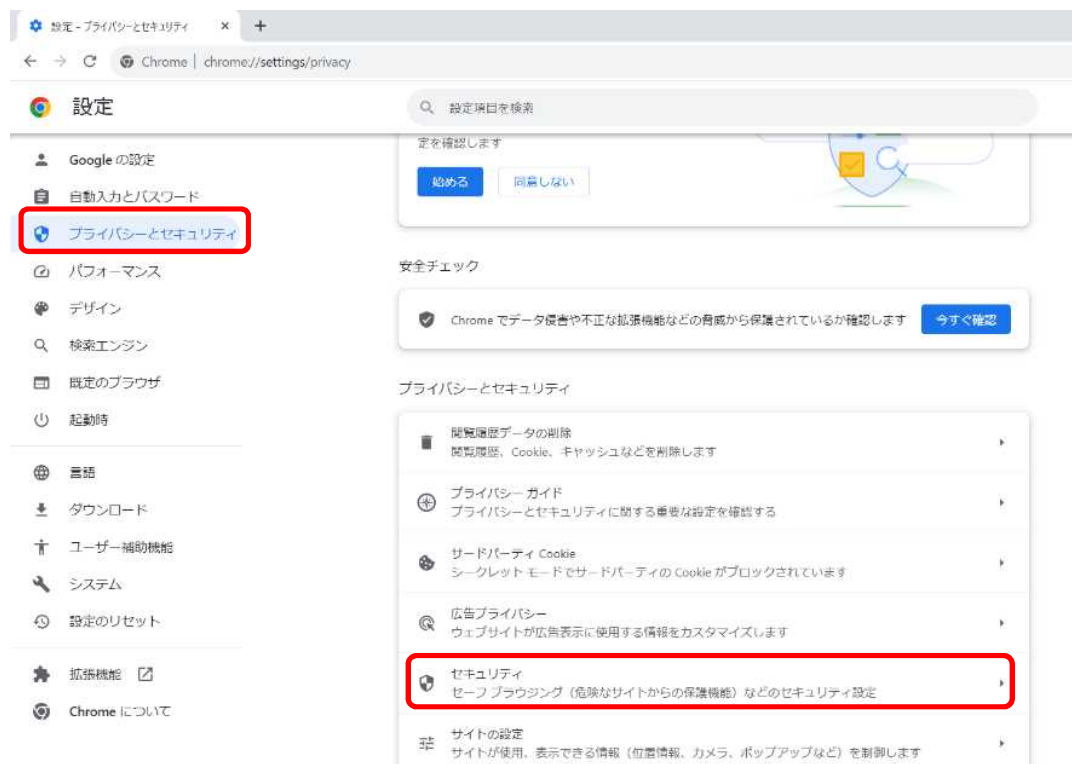 設定 - プライバシーとセキュリティ
Chrome | chrome://settings/privacy
設定
設定項目を検索
Google の設定
自動入力とパスワード
プライバシーとセキュリティ
パフォーマンス
デザイン
検索エンジン
既定のブラウザ
起動時
言語
ダウンロード
ユーザー補助機能
システム
設定のリセット
拡張機能
Chrome について
定を確認します
始める
同意しない
安全チェック
Chrome でデータ侵害や不正な拡張機能などの脅威から保護されているか確認します
今すぐ確認
プライバシーとセキュリティ
閲覧履歴データの削除
閲覧履歴、Cookie、キャッシュなどを削除します
プライバシー ガイド
プライバシーとセキュリティに関する重要な設定を確認する
サードパーティ Cookie
シークレット モードでサードパーティの Cookie がブロックされています
広告プライバシー
ウェブサイトが広告表示に使用する情報をカスタマイズします
セキュリティ
セーフ ブラウジング（危険なサイトからの保護機能）などのセキュリティ設定
サイトの設定
サイトが使用、表示できる情報（位置情報、カメラ、ポップアップなど）を制御します